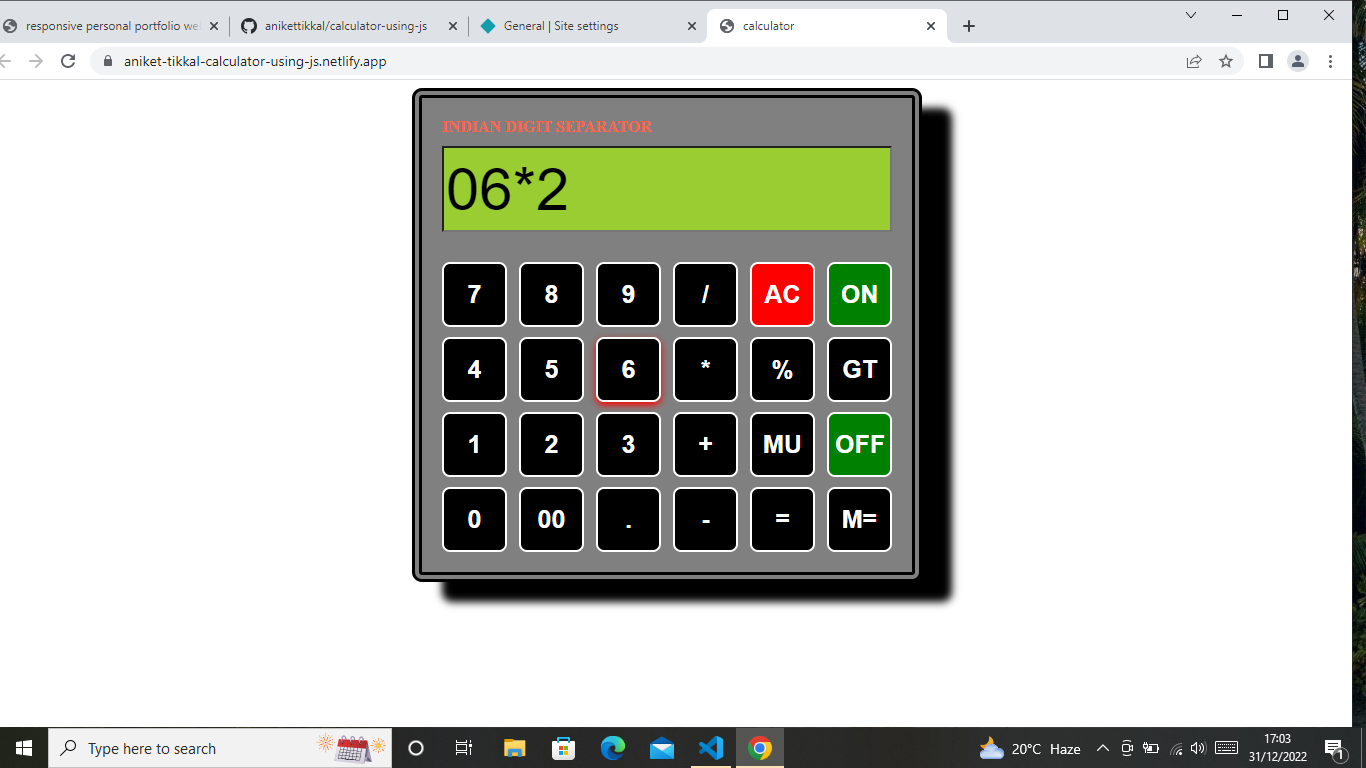 responsive personal portfolio we
anikettikkal/calculator-using-js
General | Site settings
calculator
aniket-tikkal-calculator-using-js.netlify.app
INDIAN DIGIT SEPARATOR
06*2
7 8 9 / AC ON
4 5 6 * % GT
1 2 3 + MU OFF
0 00 . - = M=
Type here to search
20°C Haze
17:03
31/12/2022
1